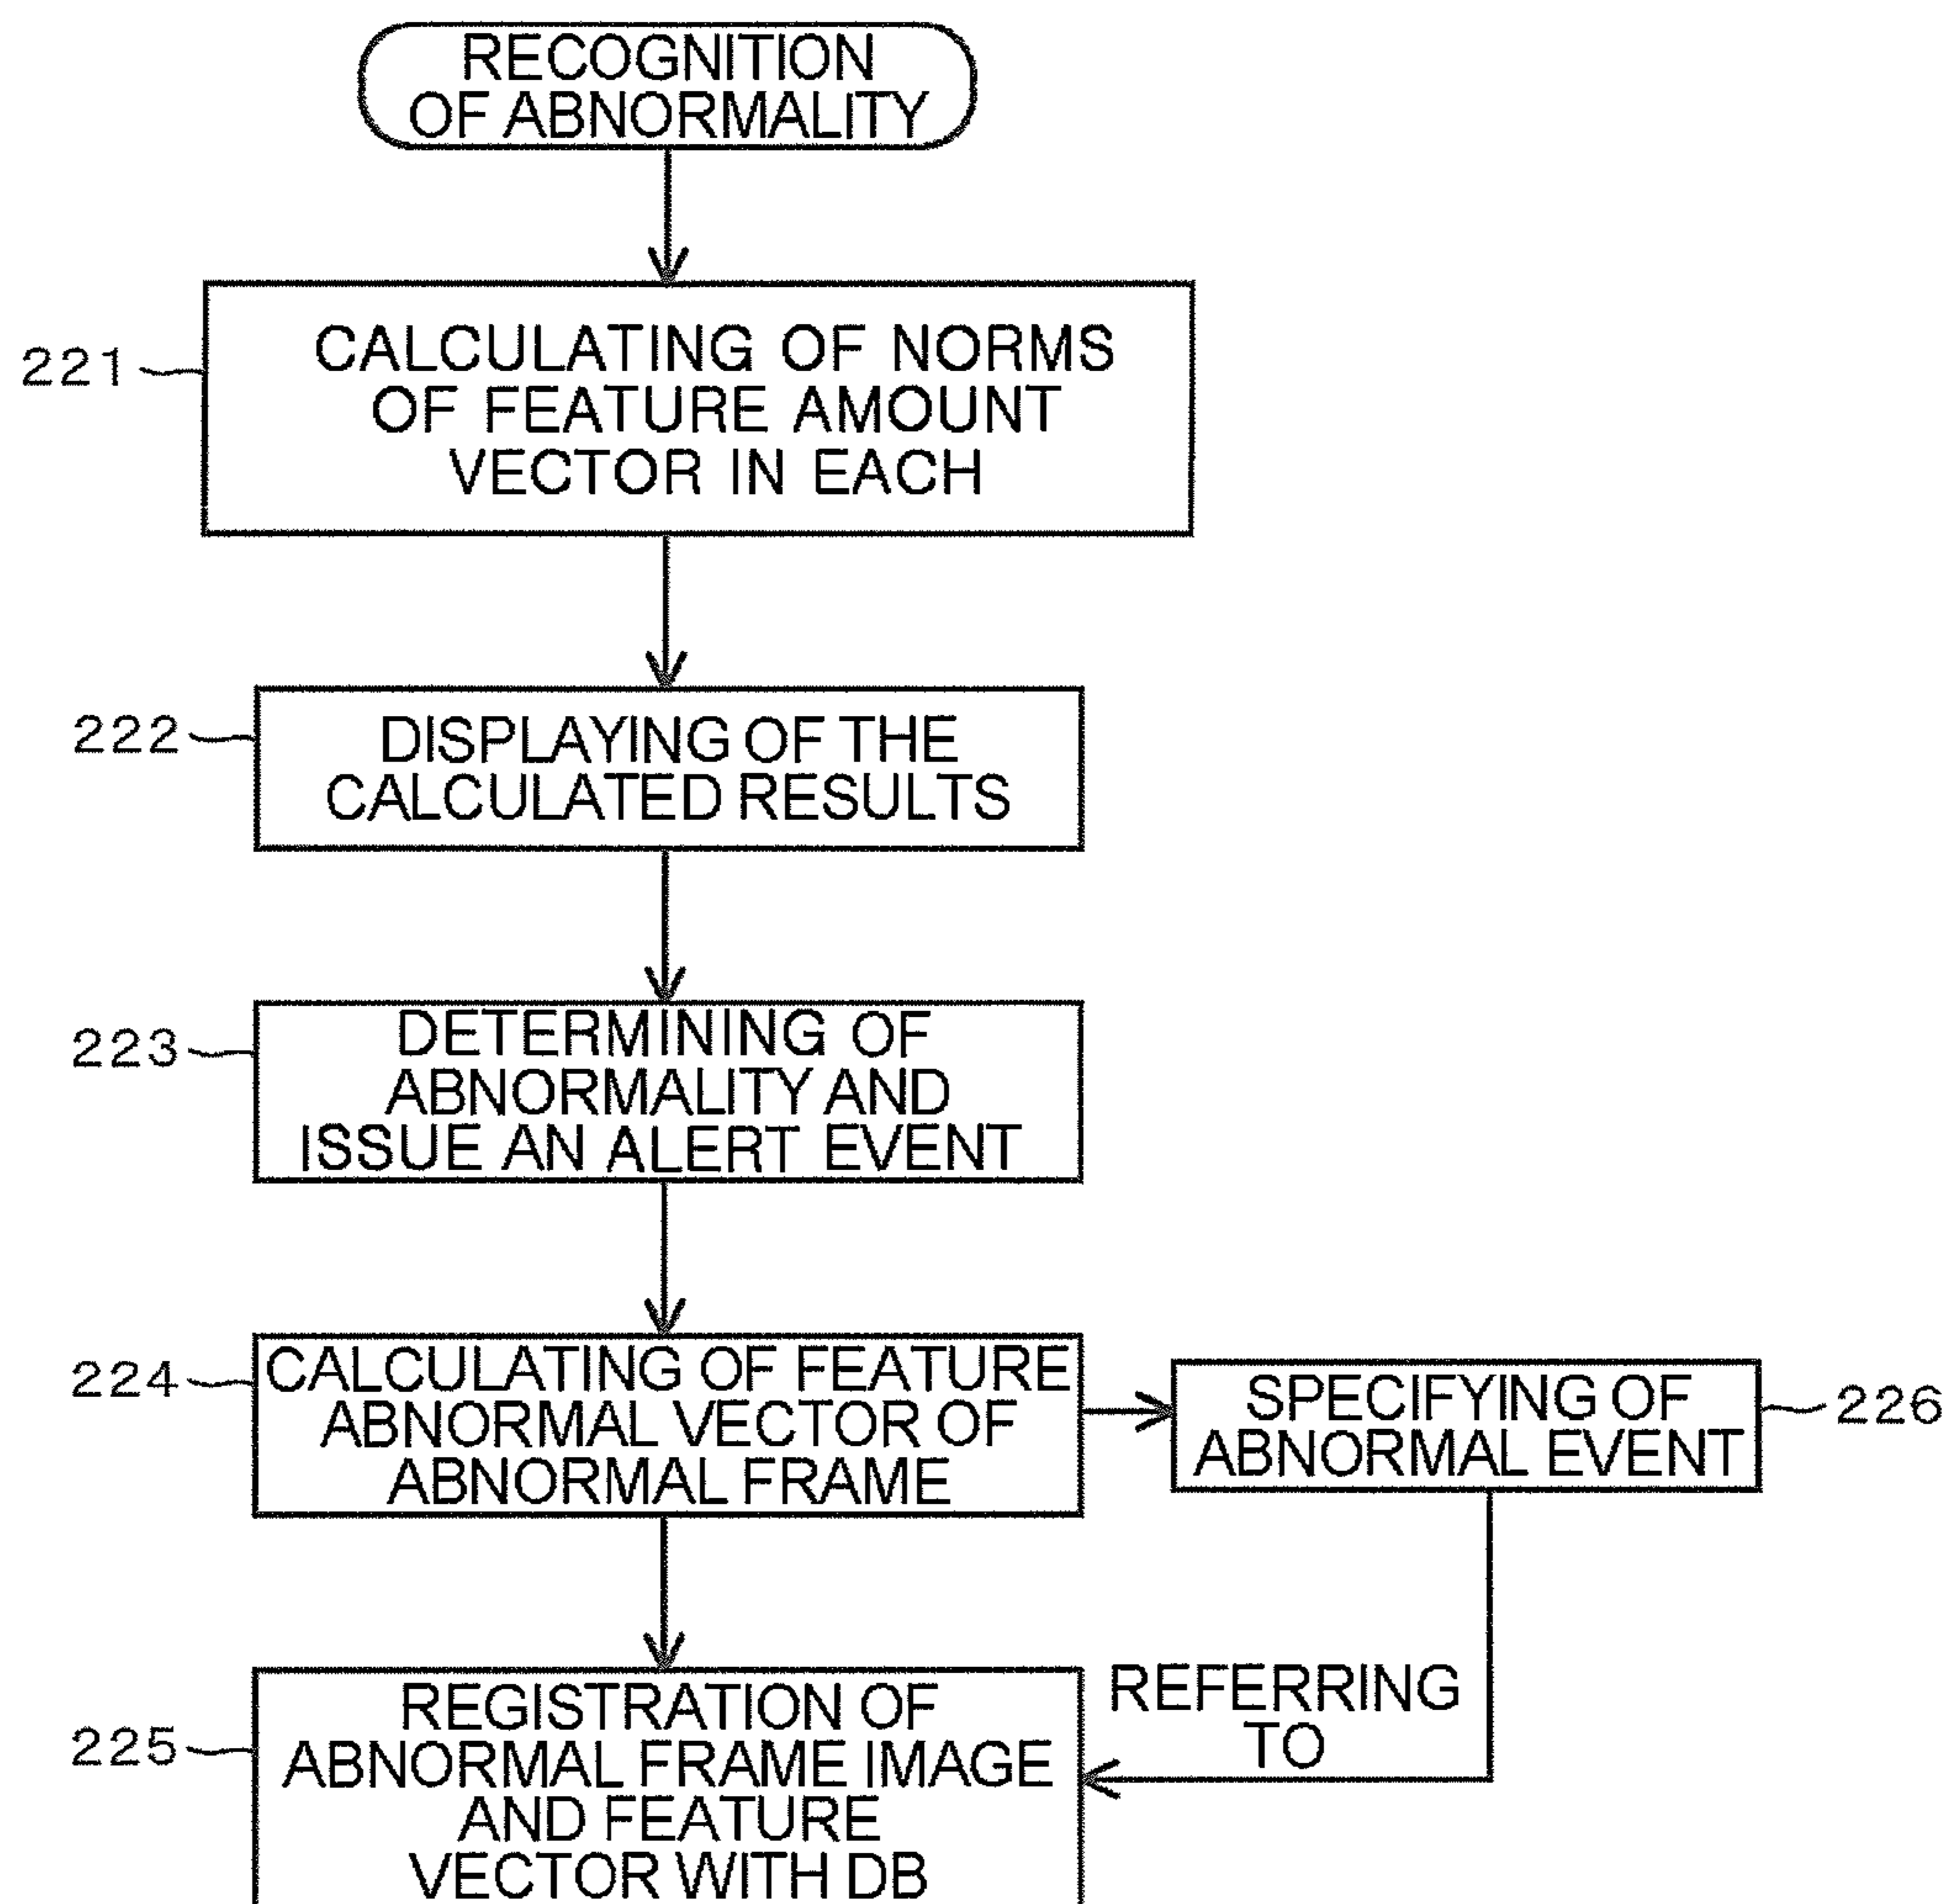 RECOGNITION
OF ABNORMALITY
221
CALCULATING OF NORMS
OF FEATURE AMOUNT
VECTOR IN EACH
222
DISPLAYING OF THE
CALCULATED RESULTS
223
DETERMINING OF
ABNORMALITY AND
ISSUE AN ALERT EVENT
224
CALCULATING OF FEATURE
ABNORMAL VECTOR OF
ABNORMAL FRAME
SPECIFYING OF
ABNORMAL EVENT
226
REFERRING
TO
225
REGISTRATION OF
ABNORMAL FRAME IMAGE
AND FEATURE
VECTOR WITH DB